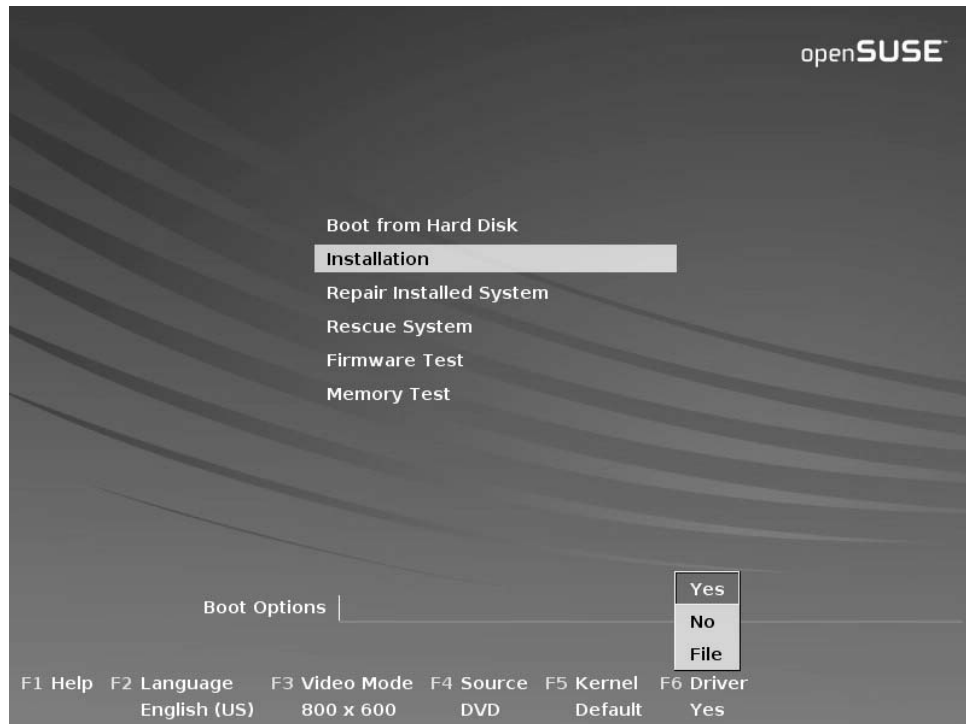 openSUSE
Boot from Hard Disk
Installation
Repair Installed System
Rescue System
Firmware Test
Memory Test
Boot Options
Yes
No
File
F1 Help F2 Language F3 Video Mode F4 Source F5 Kernel F6 Driver
English (US) 800 x 600 DVD Default Yes